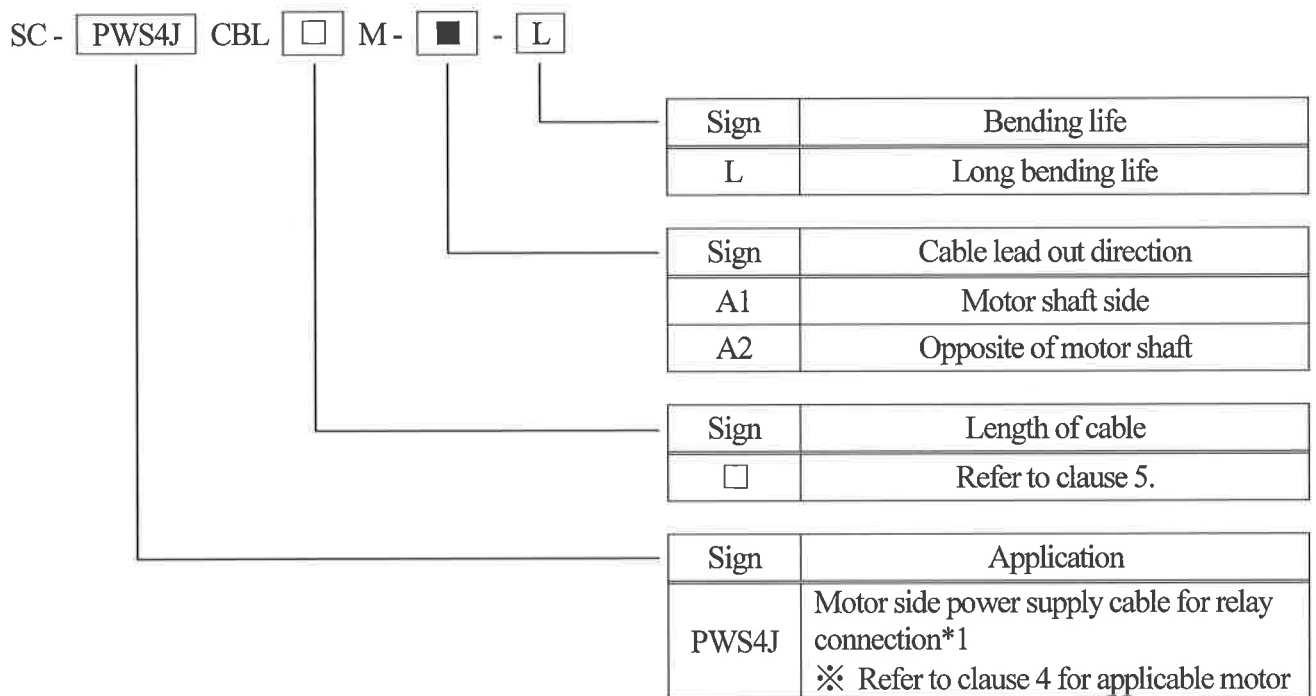 SC - PWS4J CBL □ M - ■ - L
Sign Bending life
L Long bending life
Sign Cable lead out direction
A1 Motor shaft side
A2 Opposite of motor shaft
Sign Length of cable
□ Refer to clause 5.
Sign Application
PWS4J Motor side power supply cable for relay
connection*1
※ Refer to clause 4 for applicable motor